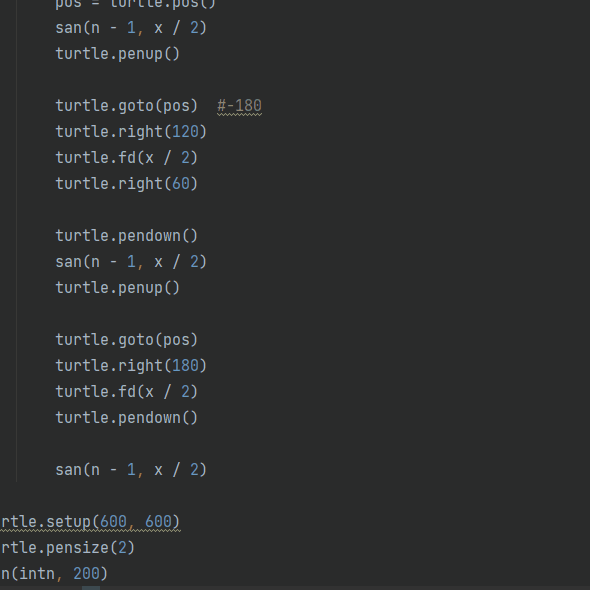 pos = turtle.pos()
san(n - 1, x / 2)
turtle.penup()
turtle.goto(pos)  #-180
turtle.right(120)
turtle.fd(x / 2)
turtle.right(60)
turtle.pendown()
san(n - 1, x / 2)
turtle.penup()
turtle.goto(pos)
turtle.right(180)
turtle.fd(x / 2)
turtle.pendown()
san(n - 1, x / 2)
rtle.setup(600, 600)
rtle.pensize(2)
n(intn, 200)